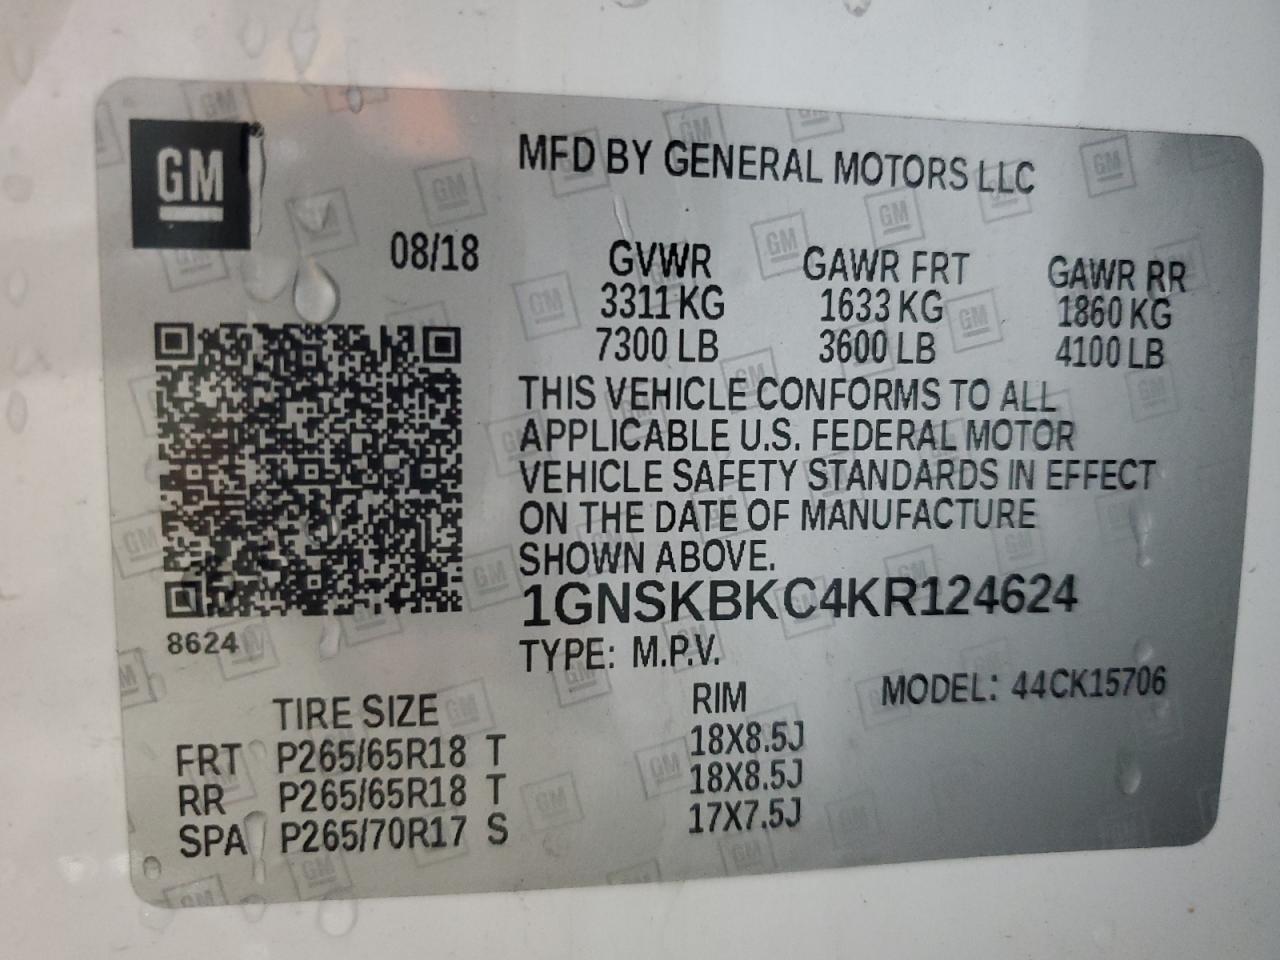 GM
MFD BY GENERAL MOTORS LLC
08/18
GVWR GAWR FRT GAWR RR
3311 KG 1633 KG 1860 KG
7300 LB 3600 LB 4100 LB
THIS VEHICLE CONFORMS TO ALL
APPLICABLE U.S. FEDERAL MOTOR
VEHICLE SAFETY STANDARDS IN EFFECT
ON THE DATE OF MANUFACTURE
SHOWN ABOVE.
1GNSKBKC4KR124624
8624
TYPE: M.P.V.
MODEL: 44CK15706
TIRE SIZE RIM
FRT P265/65R18 T 18X8.5J
RR P265/65R18 T 18X8.5J
SPA P265/70R17 S 17X7.5J